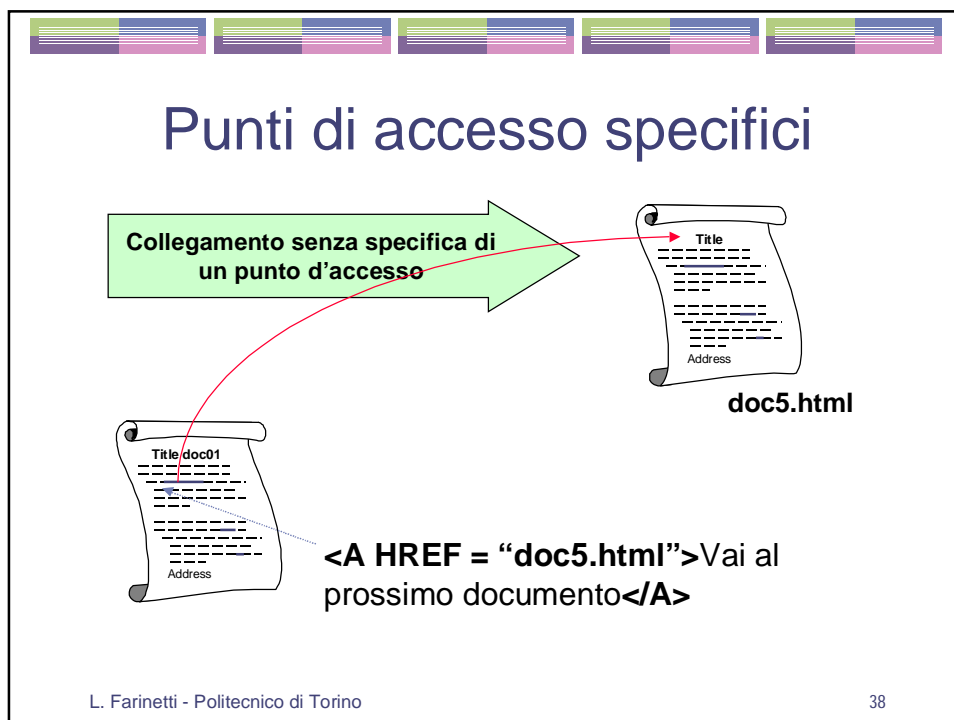 Punti di accesso specifici
Collegamento senza specifica di
un punto d’accesso
Title
Address
doc5.html
Title doc01
Address
<A HREF = “doc5.html”>Vai al
prossimo documento</A>
L. Farinetti - Politecnico di Torino
38